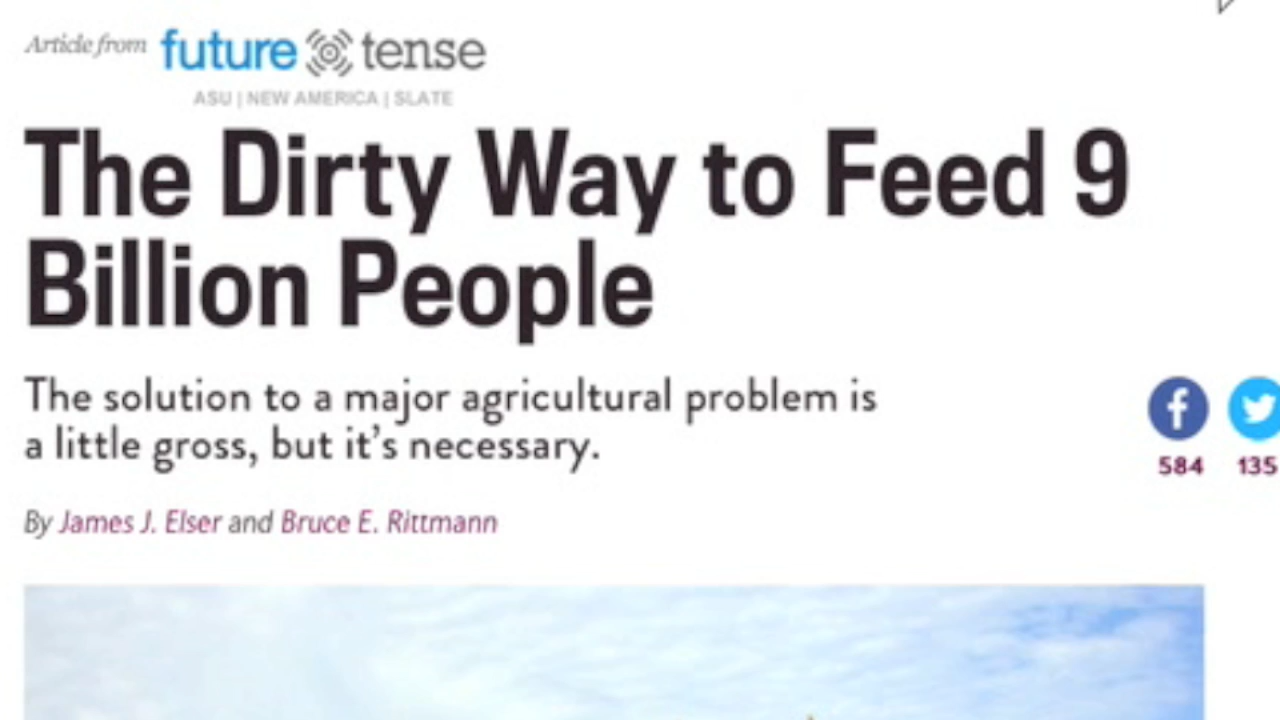 Article from future tense
ASU | NEW AMERICA | SLATE
The Dirty Way to Feed 9
Billion People
The solution to a major agricultural problem is
a little gross, but it's necessary.
584 135
By James J. Elser and Bruce E. Rittmann